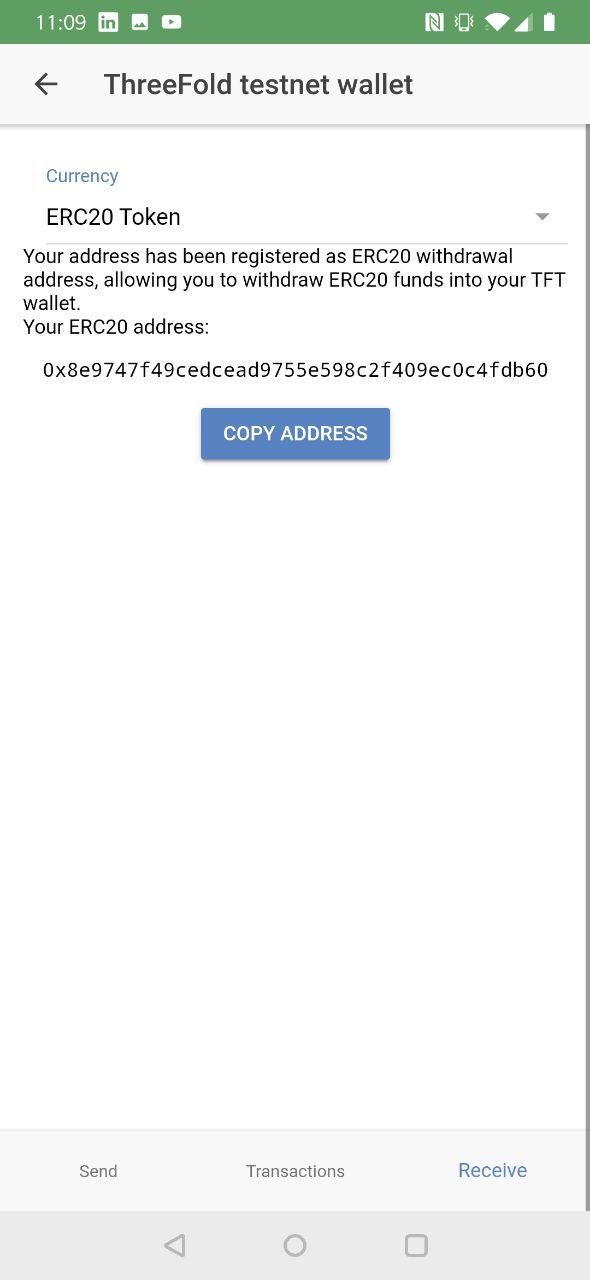 11:09
ThreeFold testnet wallet
Currency
ERC20 Token
Your address has been registered as ERC20 withdrawal
address, allowing you to withdraw ERC20 funds into your TFT
wallet.
Your ERC20 address:
0x8e9747f49cedcead9755e598c2f409ec0c4fdb60
COPY ADDRESS
Send Transactions Receive